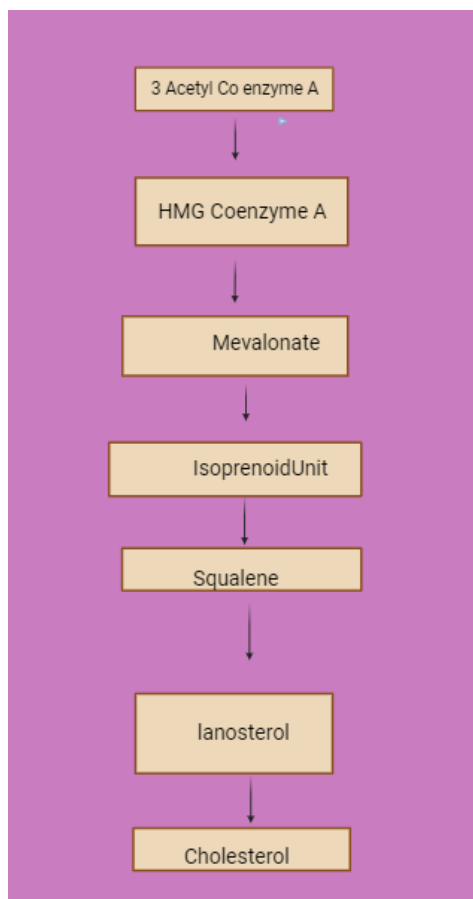 3 Acetyl Co enzyme A
HMG Coenzyme A
Mevalonate
IsoprenoidUnit
Squalene
lanosterol
Cholesterol